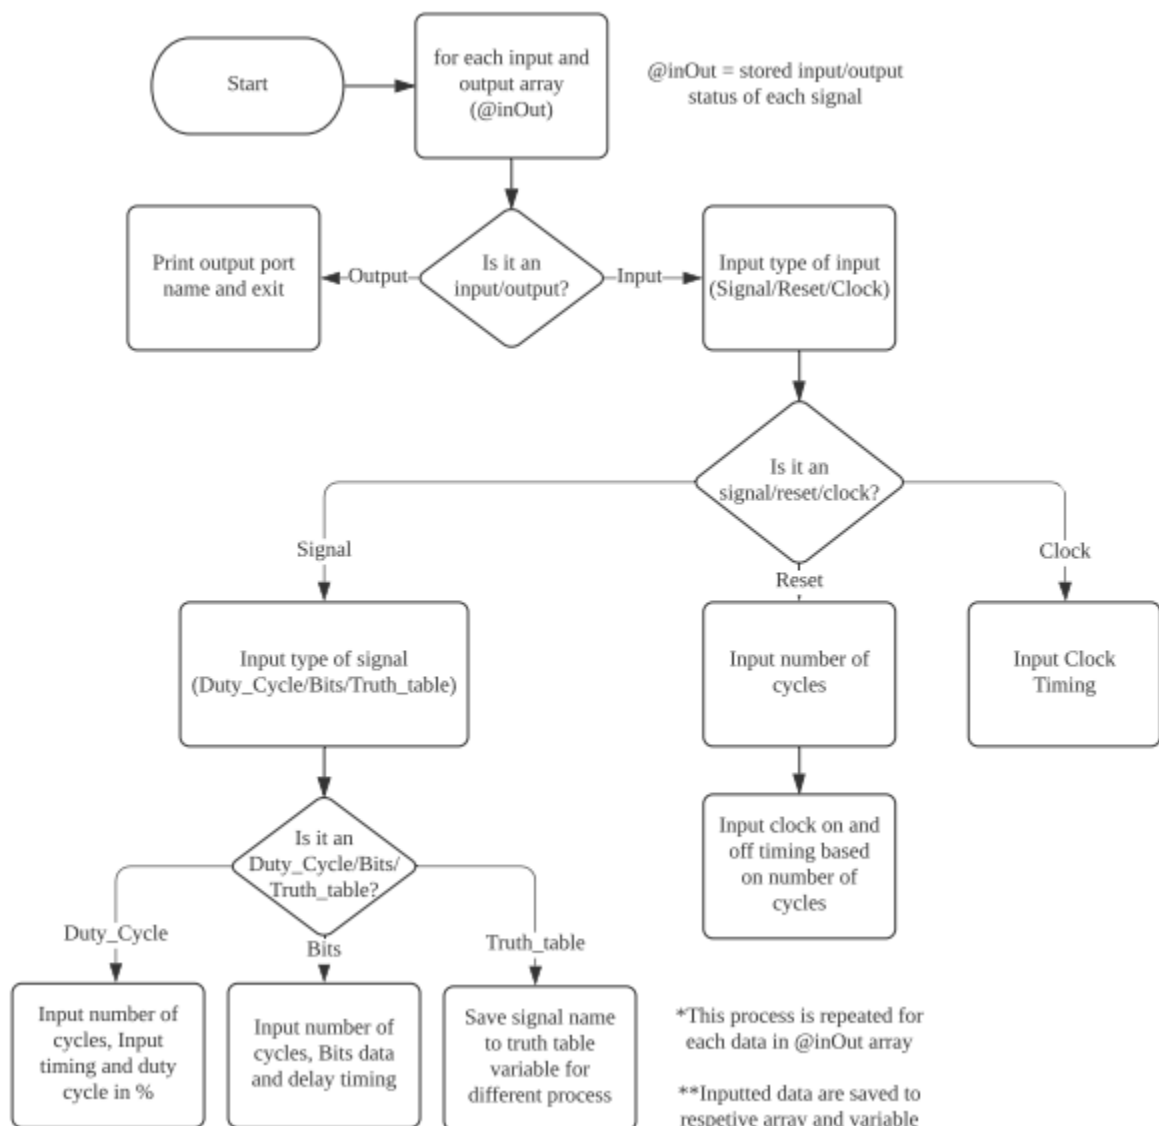 Start
for each input and
output array
(@inOut)
@inOut = stored input/output
status of each signal
Print output port
name and exit
Output
Is it an
input/output?
Input
Input type of input
(Signal/Reset/Clock)
Is it an
signal/reset/clock?
Signal
Reset
Clock
Input type of signal
(Duty_Cycle/Bits/Truth_table)
Input number of
cycles
Input Clock
Timing
Input clock on and
off timing based
on number of
cycles
Is it an
Duty_Cycle/Bits/
Truth_table?
Duty_Cycle
Bits
Truth_table
Input number of
cycles, Input
timing and duty
cycle in %
Input number of
cycles, Bits data
and delay timing
Save signal name
to truth table
variable for
different process
*This process is repeated for
each data in @inOut array
**Inputted data are saved to
respetive array and variable